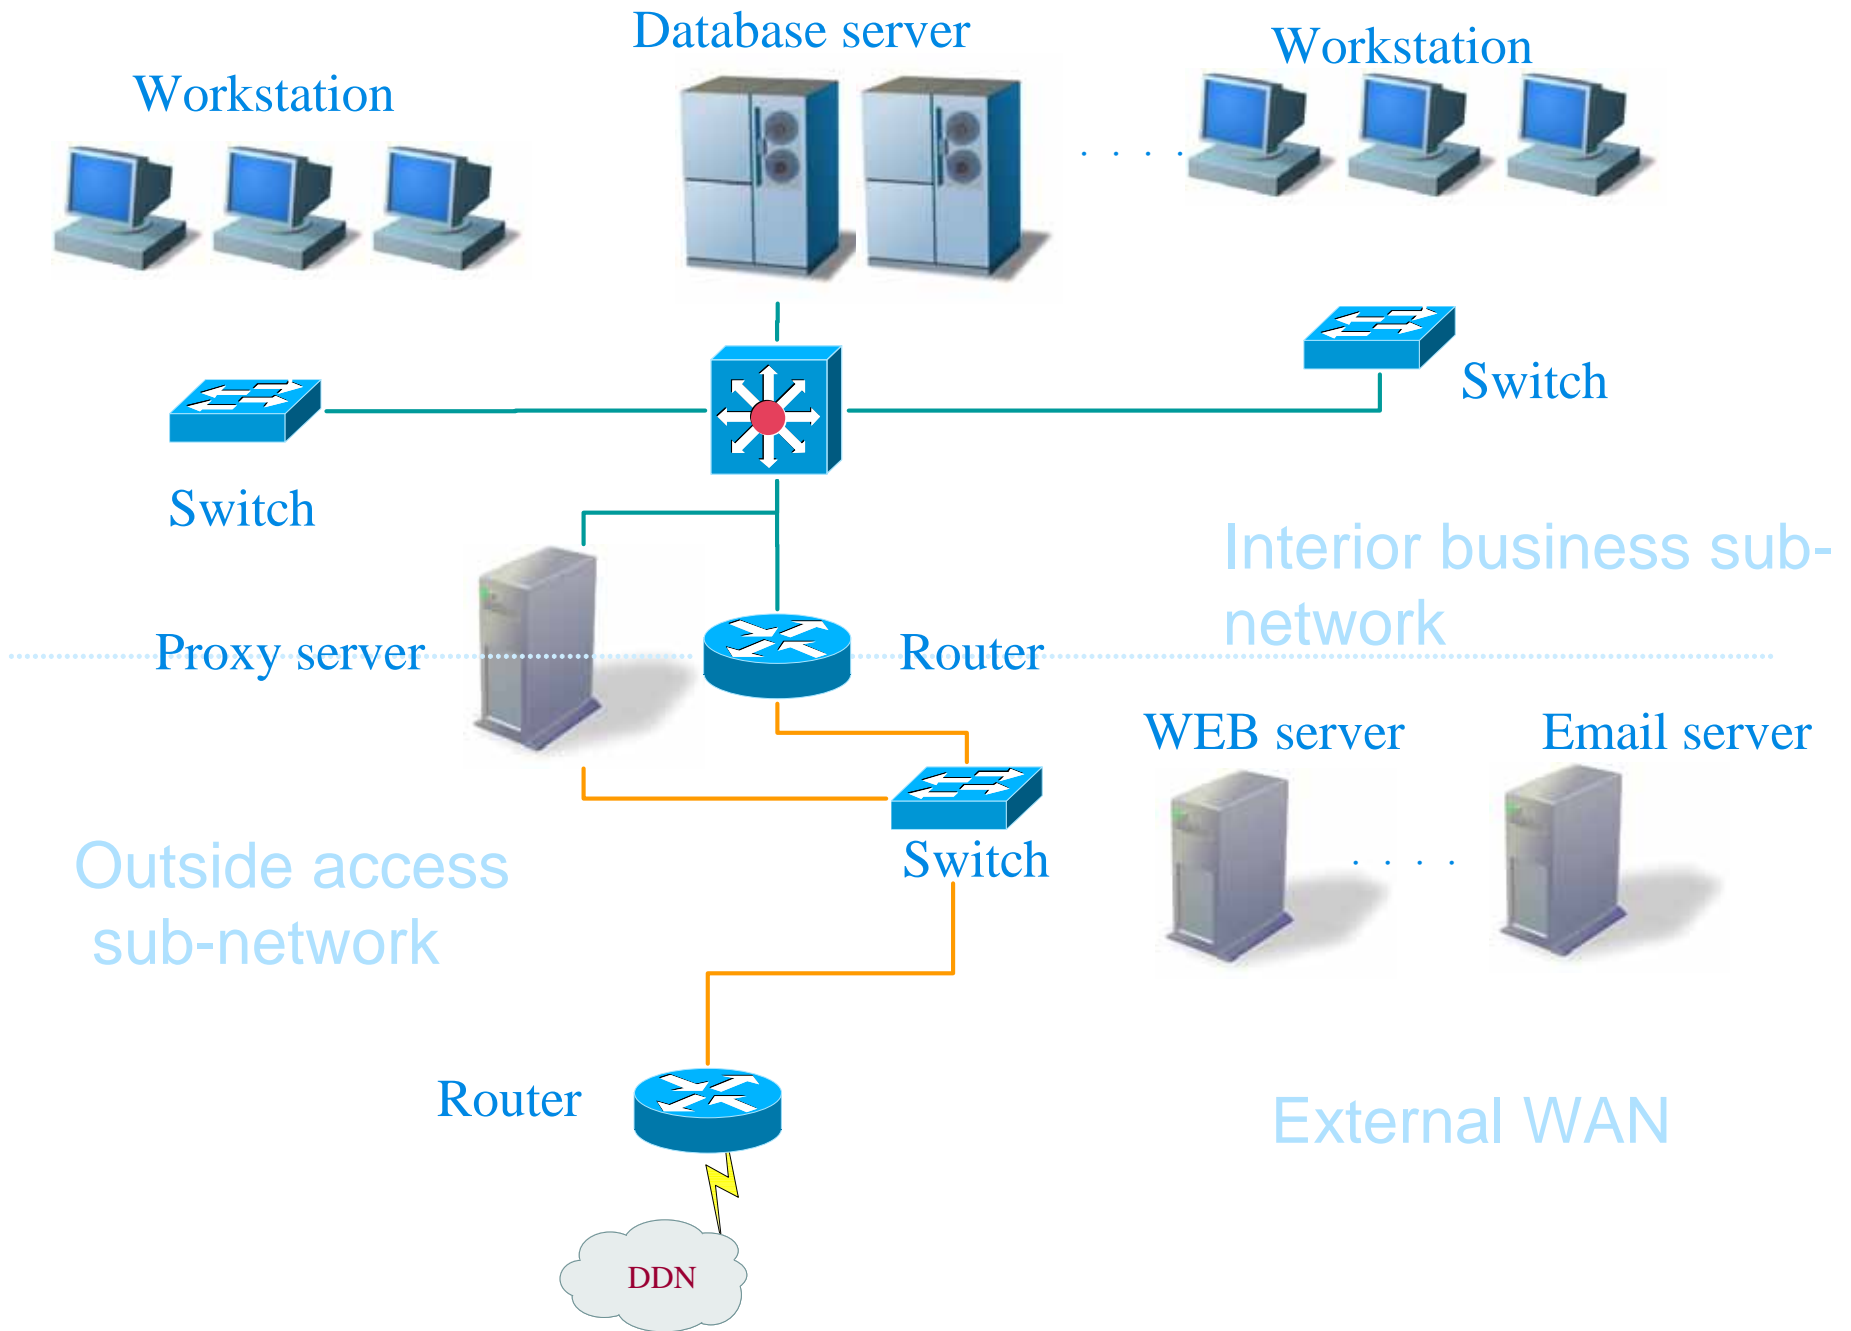 Database server
Workstation
Workstation
Switch
Switch
Interior business sub-
network
Proxy server
Router
WEB server
Email server
Outside access
sub-network
Switch
Router
External WAN
DDN